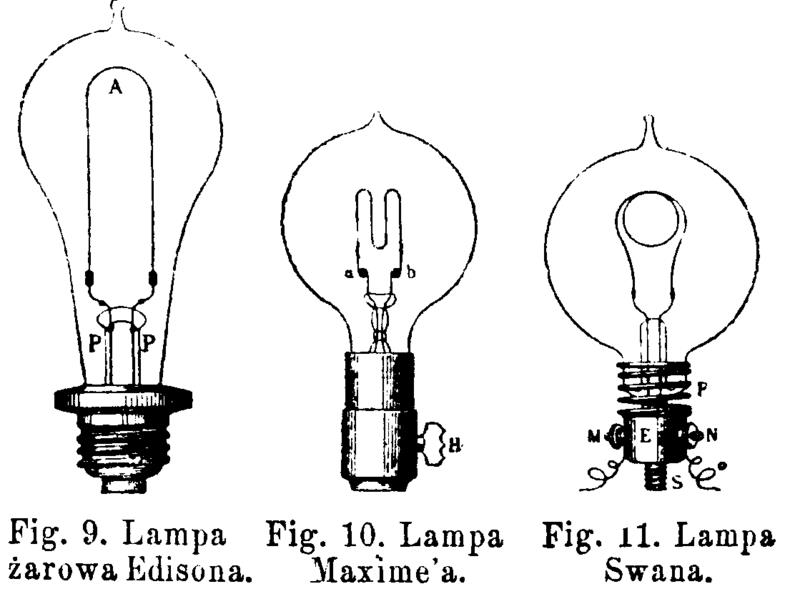 A
P P
a b
H
P
M E N
S
Fig. 9. Lampa
żarowa Edisona.
Fig. 10. Lampa
Maxime'a.
Fig. 11. Lampa
Swana.